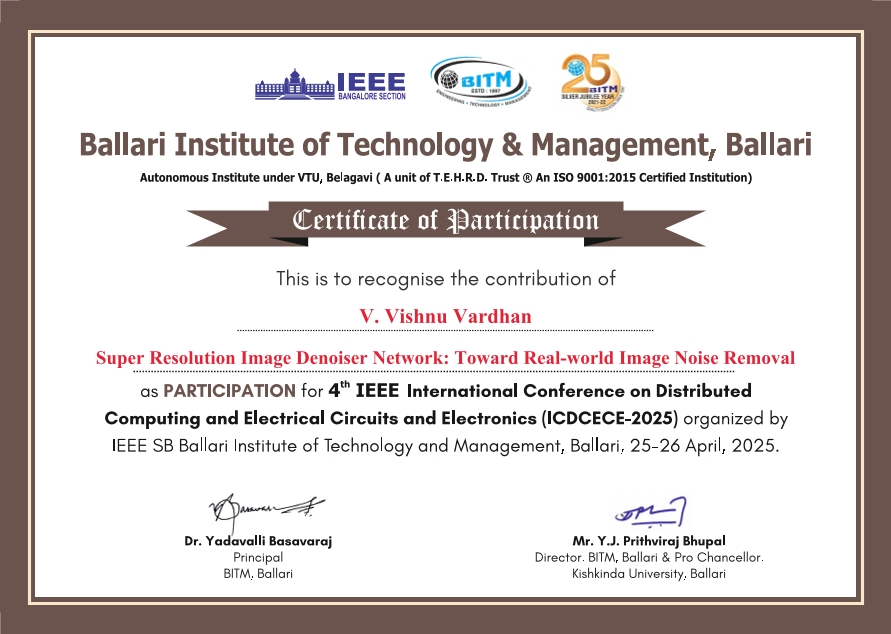 IEEE
BANGALORE SECTION
BITM
ESTD : 1997
ENGINEERING • TECHNOLOGY • MANAGEMENT
25
BITM
SILVER JUBILEE YEAR
2021-22
Ballari Institute of Technology & Management, Ballari
Autonomous Institute under VTU, Belagavi ( A unit of T.E.H.R.D. Trust ® An ISO 9001:2015 Certified Institution)
Certificate of Participation
This is to recognise the contribution of
V. Vishnu Vardhan
Super Resolution Image Denoiser Network: Toward Real-world Image Noise Removal
as PARTICIPATION for 4th IEEE International Conference on Distributed
Computing and Electrical Circuits and Electronics (ICDCECE-2025) organized by
IEEE SB Ballari Institute of Technology and Management, Ballari, 25-26 April, 2025.
Dr. Yadavalli Basavaraj
Principal
BITM, Ballari
Mr. Y.J. Prithviraj Bhupal
Director. BITM, Ballari & Pro Chancellor.
Kishkinda University, Ballari